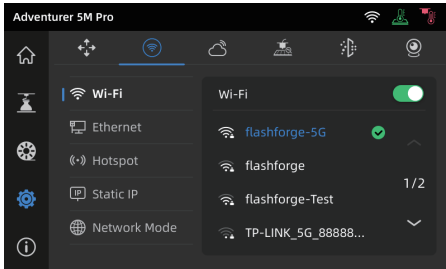 Adventurer 5M Pro
Wi-Fi
Ethernet
Hotspot
IP Static IP
Network Mode
Wi-Fi
flashforge-5G
flashforge
flashforge-Test
TP-LINK_5G_88888...
1/2